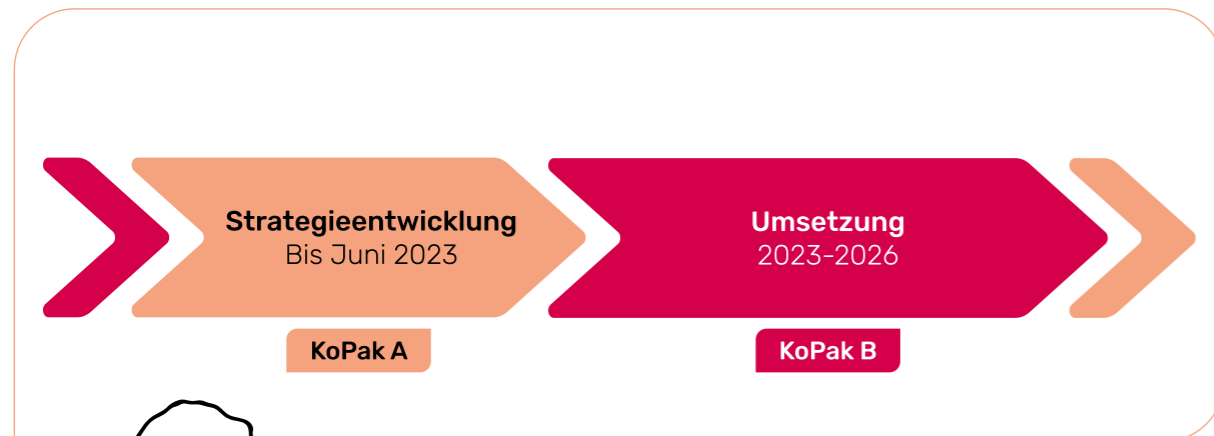 Strategieentwicklung
Bis Juni 2023
KoPak A
Umsetzung
2023-2026
KoPak B